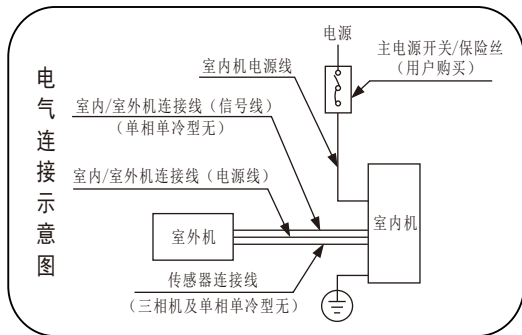 电气连接示意图
电源
主电源开关/保险丝
（用户购买）
室内机电源线
室内/室外机连接线（信号线）
（单相单冷型无）
室内/室外机连接线（电源线）
室外机
室内机
传感器连接线
（三相机及单相单冷型无）